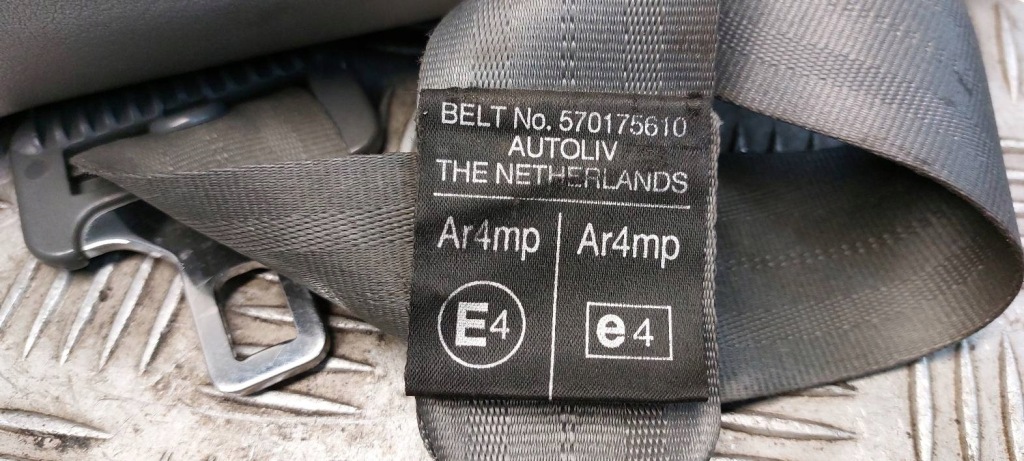 BELT No. 570175610
AUTOLIV
THE NETHERLANDS
Ar4mp Ar4mp
E4 e4